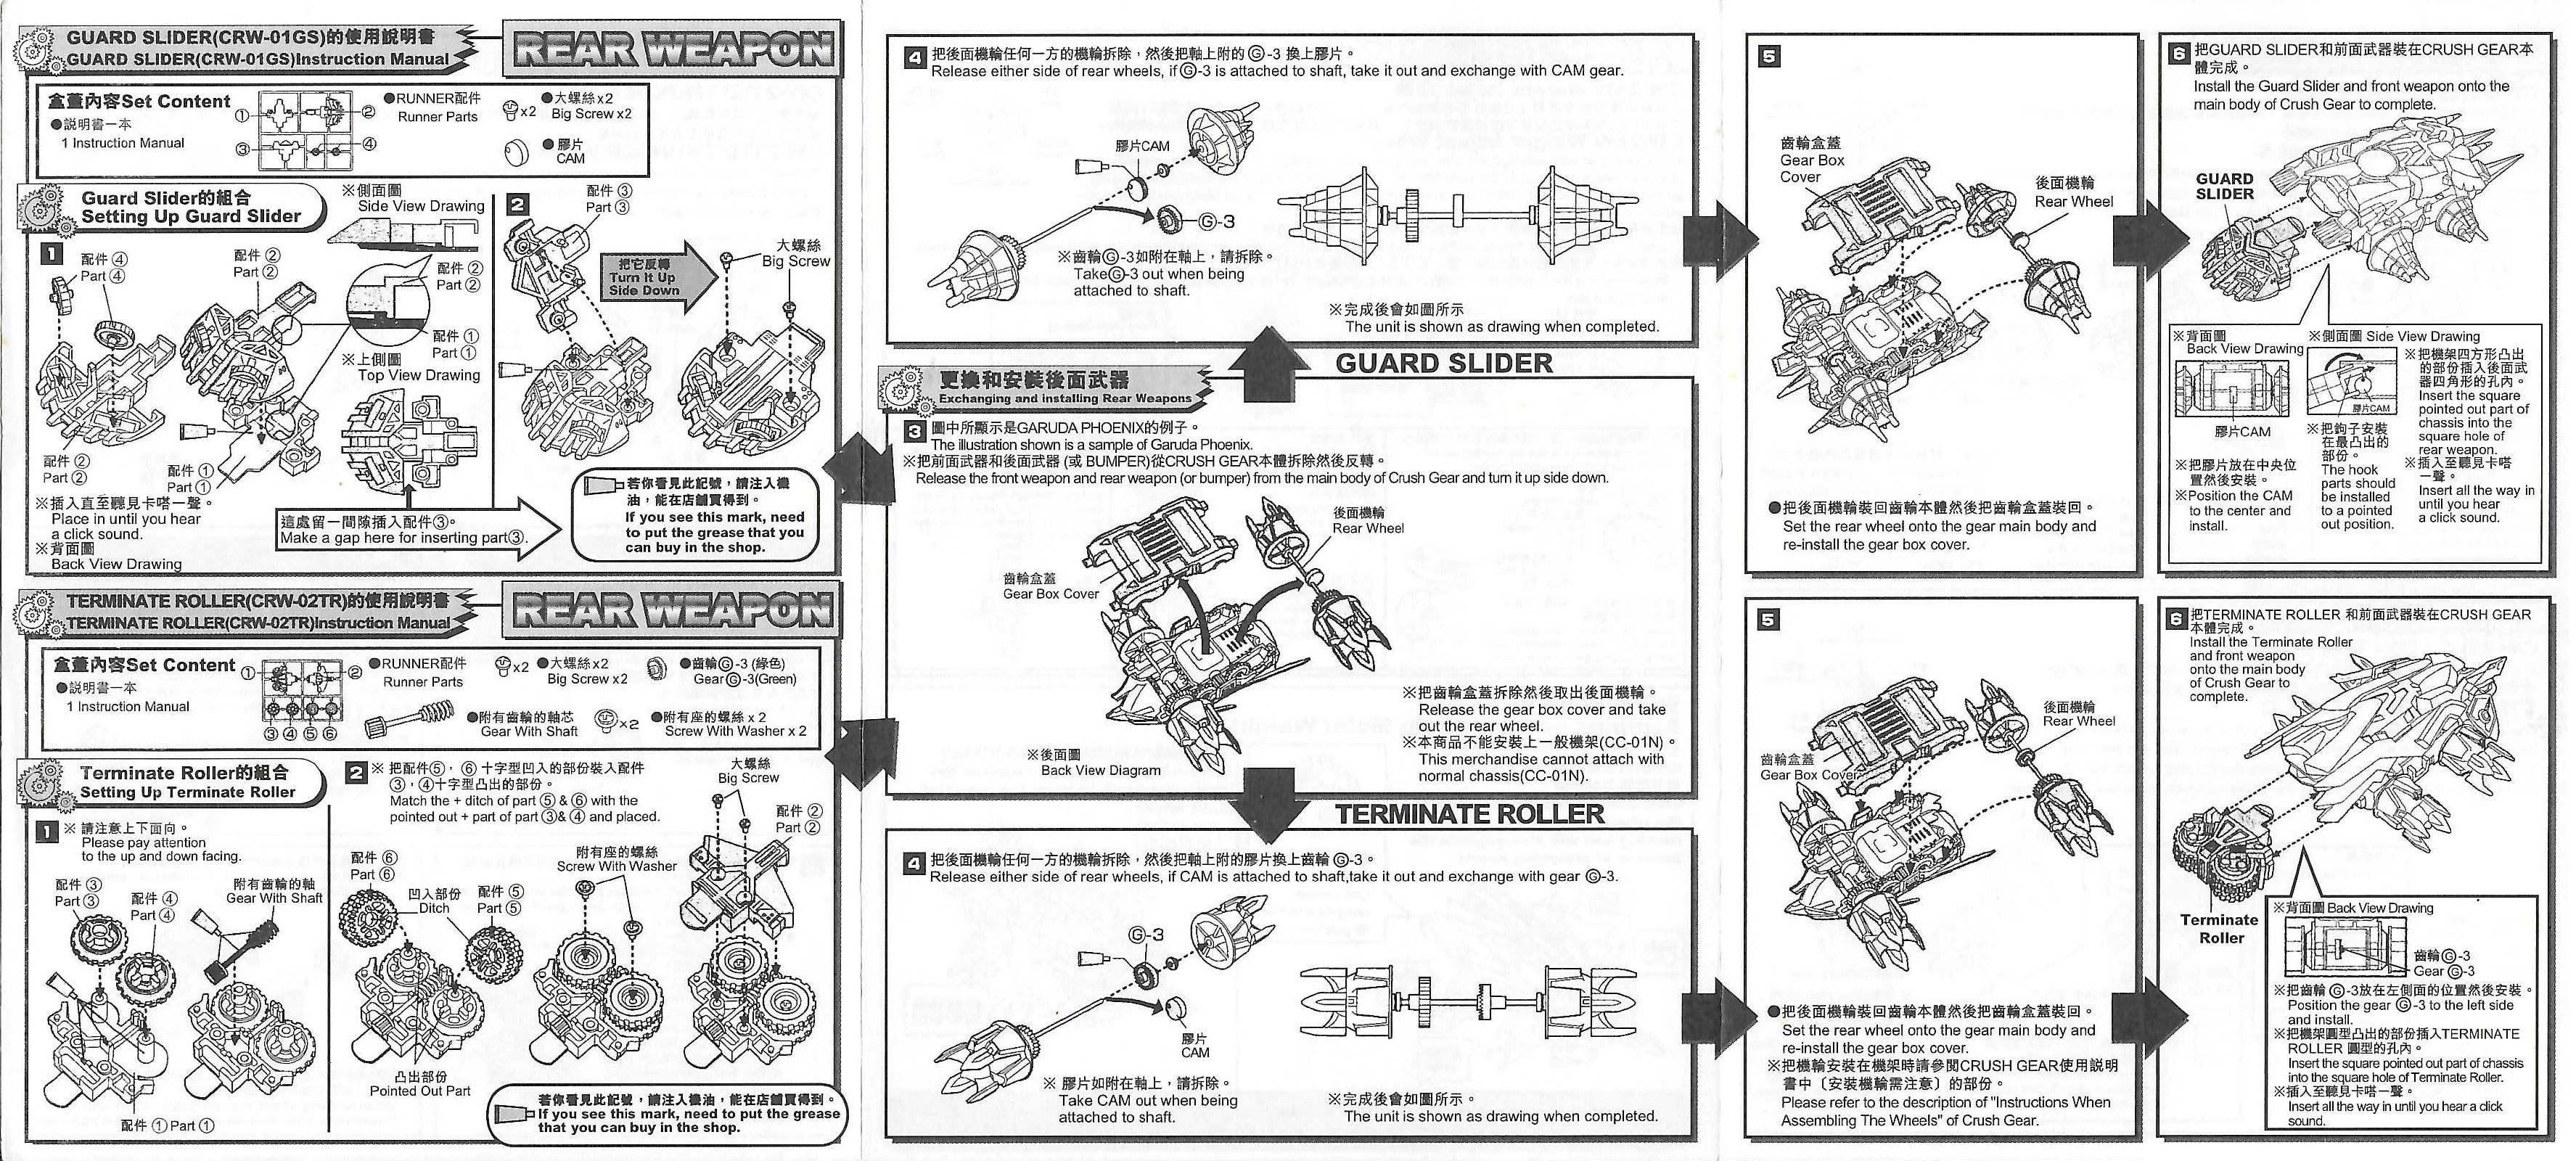 GUARD SLIDER(CRW-01GS)的使用說明書
GUARD SLIDER(CRW-01GS)Instruction Manual
REAR WEAPON
盒蓋內容Set Content
●説明書一本
1 Instruction Manual
①
②
③
④
●RUNNER配件
Runner Parts
x2
●大螺絲x2
Big Screw x2
●膠片
CAM
Guard Slider的組合
Setting Up Guard Slider
※側面圖
Side View Drawing
1
配件④
Part④
配件②
Part②
配件②
Part②
配件①
Part①
※上側圖
Top View Drawing
配件②
Part②
配件①
Part①
※插入直至聽見卡嗒一聲。
Place in until you hear
a click sound.
※背面圖
Back View Drawing
這處留一間隙插入配件③。
Make a gap here for inserting part③.
2
配件③
Part③
把它反轉
Turn It Up
Side Down
大螺絲
Big Screw
若你看見此記號，請注入機
油，能在店舖買得到。
If you see this mark, need
to put the grease that you
can buy in the shop.
TERMINATE ROLLER(CRW-02TR)的使用說明書
TERMINATE ROLLER(CRW-02TR)Instruction Manual
REAR WEAPON
盒蓋內容Set Content
●説明書一本
1 Instruction Manual
①
②
③④⑤⑥
●RUNNER配件
Runner Parts
x2
●大螺絲x2
Big Screw x2
●齒輪Ⓖ-3 (綠色)
GearⒼ-3(Green)
●附有齒輪的軸芯
Gear With Shaft
x2
●附有座的螺絲 x 2
Screw With Washer x 2
Terminate Roller的組合
Setting Up Terminate Roller
1
※ 請注意上下面向。
Please pay attention
to the up and down facing.
配件③
Part③
配件④
Part④
附有齒輪的軸
Gear With Shaft
配件①Part①
2
※ 把配件⑤，⑥十字型凹入的部份裝入配件
③，④十字型凸出的部份。
Match the + ditch of part ⑤ & ⑥ with the
pointed out + part of part ③& ④ and placed.
配件⑥
Part⑥
凹入部份
Ditch
配件⑤
Part⑤
凸出部份
Pointed Out Part
附有座的螺絲
Screw With Washer
大螺絲
Big Screw
配件②
Part②
若你看見此記號，請注入機油，能在店舖買得到。
If you see this mark, need to put the grease
that you can buy in the shop.
4
把後面機輪任何一方的機輪拆除，然後把軸上附的Ⓖ-3 換上膠片。
Release either side of rear wheels, if Ⓖ-3 is attached to shaft, take it out and exchange with CAM gear.
膠片CAM
Ⓖ-3
※齒輪Ⓖ-3如附在軸上，請拆除。
TakeⒼ-3 out when being
attached to shaft.
※完成後會如圖所示
The unit is shown as drawing when completed.
GUARD SLIDER
更換和安裝後面武器
Exchanging and installing Rear Weapons
3
圖中所顯示是GARUDA PHOENIX的例子。
The illustration shown is a sample of Garuda Phoenix.
※把前面武器和後面武器 (或 BUMPER)從CRUSH GEAR本體拆除然後反轉。
Release the front weapon and rear weapon (or bumper) from the main body of Crush Gear and turn it up side down.
後面機輪
Rear Wheel
齒輪盒蓋
Gear Box Cover
※後面圖
Back View Diagram
※把齒輪盒蓋拆除然後取出後面機輪。
Release the gear box cover and take
out the rear wheel.
※本商品不能安裝上一般機架(CC-01N)。
This merchandise cannot attach with
normal chassis(CC-01N).
TERMINATE ROLLER
4
把後面機輪任何一方的機輪拆除，然後把軸上附的膠片換上齒輪 Ⓖ-3。
Release either side of rear wheels, if CAM is attached to shaft,take it out and exchange with gear Ⓖ-3.
Ⓖ-3
膠片
CAM
※ 膠片如附在軸上，請拆除。
Take CAM out when being
attached to shaft.
※完成後會如圖所示。
The unit is shown as drawing when completed.
5
齒輪盒蓋
Gear Box
Cover
後面機輪
Rear Wheel
●把後面機輪裝回齒輪本體然後把齒輪盒蓋裝回。
Set the rear wheel onto the gear main body and
re-install the gear box cover.
6
把GUARD SLIDER和前面武器裝在CRUSH GEAR本
體完成。
Install the Guard Slider and front weapon onto the
main body of Crush Gear to complete.
GUARD
SLIDER
※背面圖
Back View Drawing
膠片CAM
※把膠片放在中央位
置然後安裝。
※Position the CAM
to the center and
install.
※側面圖 Side View Drawing
膠片CAM
※把鉤子安裝
在最凸出的
部份。
The hook
parts should
be installed
to a pointed
out position.
※把機架四方形凸出
的部份插入後面武
器四角形的孔內。
Insert the square
pointed out part of
chassis into the
square hole of
rear weapon.
※插入至聽見卡嗒
一聲。
Insert all the way in
until you hear
a click sound.
5
齒輪盒蓋
Gear Box Cover
後面機輪
Rear Wheel
●把後面機輪裝回齒輪本體然後把齒輪盒蓋裝回。
Set the rear wheel onto the gear main body and
re-install the gear box cover.
※把機輪安裝在機架時請參閱CRUSH GEAR使用說明
書中〔安裝機輪需注意〕的部份。
Please refer to the description of "Instructions When
Assembling The Wheels" of Crush Gear.
6
把TERMINATE ROLLER 和前面武器裝在CRUSH GEAR
本體完成。
Install the Terminate Roller
and front weapon
onto the main body
of Crush Gear to
complete.
Terminate
Roller
※背面圖Back View Drawing
齒輪Ⓖ-3
Gear Ⓖ-3
※把齒輪 Ⓖ-3放在左側面的位置然後安裝。
Position the gear Ⓖ-3 to the left side
and install.
※把機架圓型凸出的部份插入TERMINATE
ROLLER 圓型的孔內。
Insert the square pointed out part of chassis
into the square hole of Terminate Roller.
※插入至聽見卡嗒一聲。
Insert all the way in until you hear a click
sound.